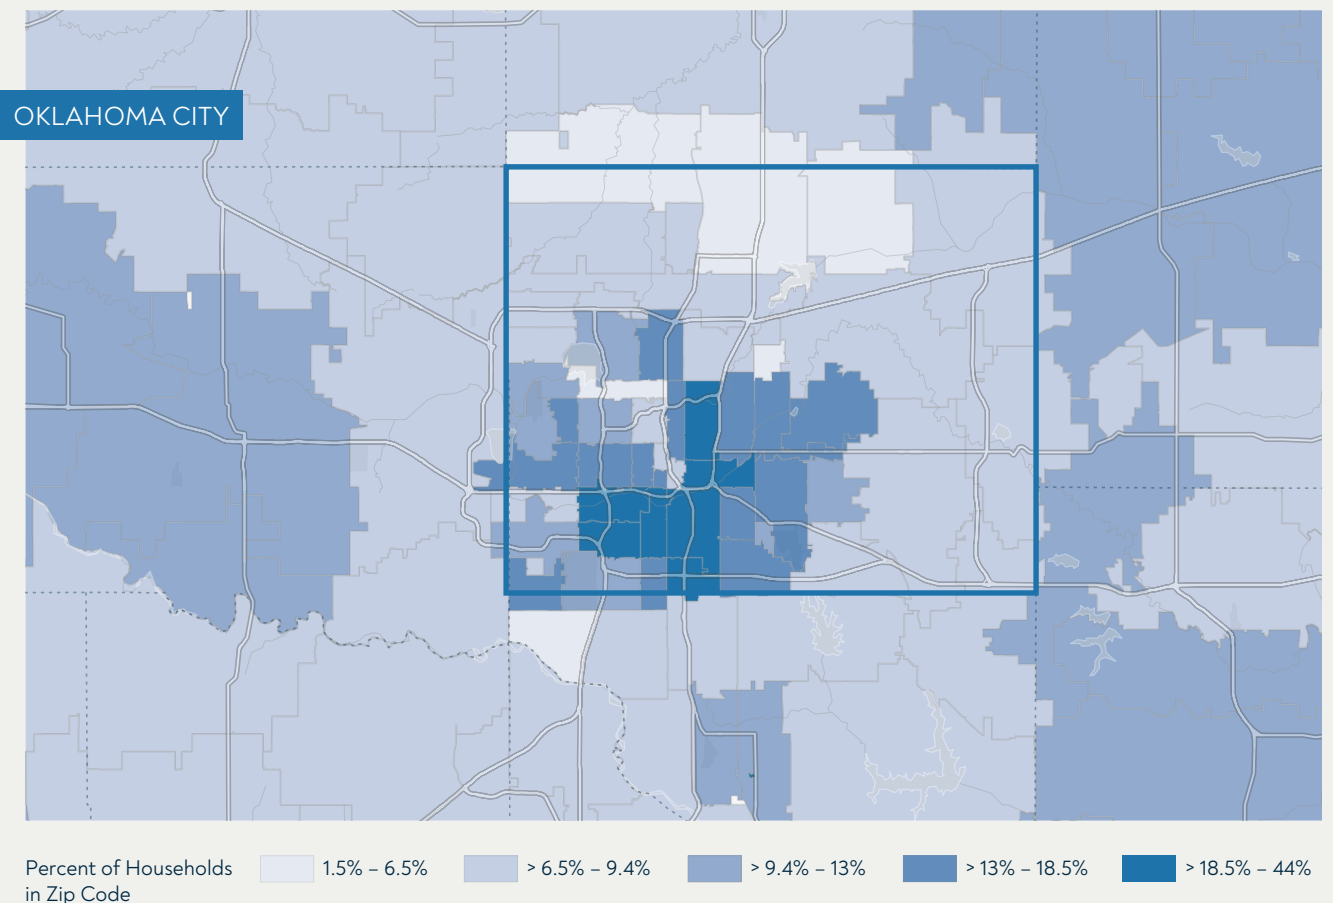 OKLAHOMA CITY
Percent of Households
in Zip Code
1.5% – 6.5%
> 6.5% – 9.4%
> 9.4% – 13%
> 13% – 18.5%
> 18.5% – 44%